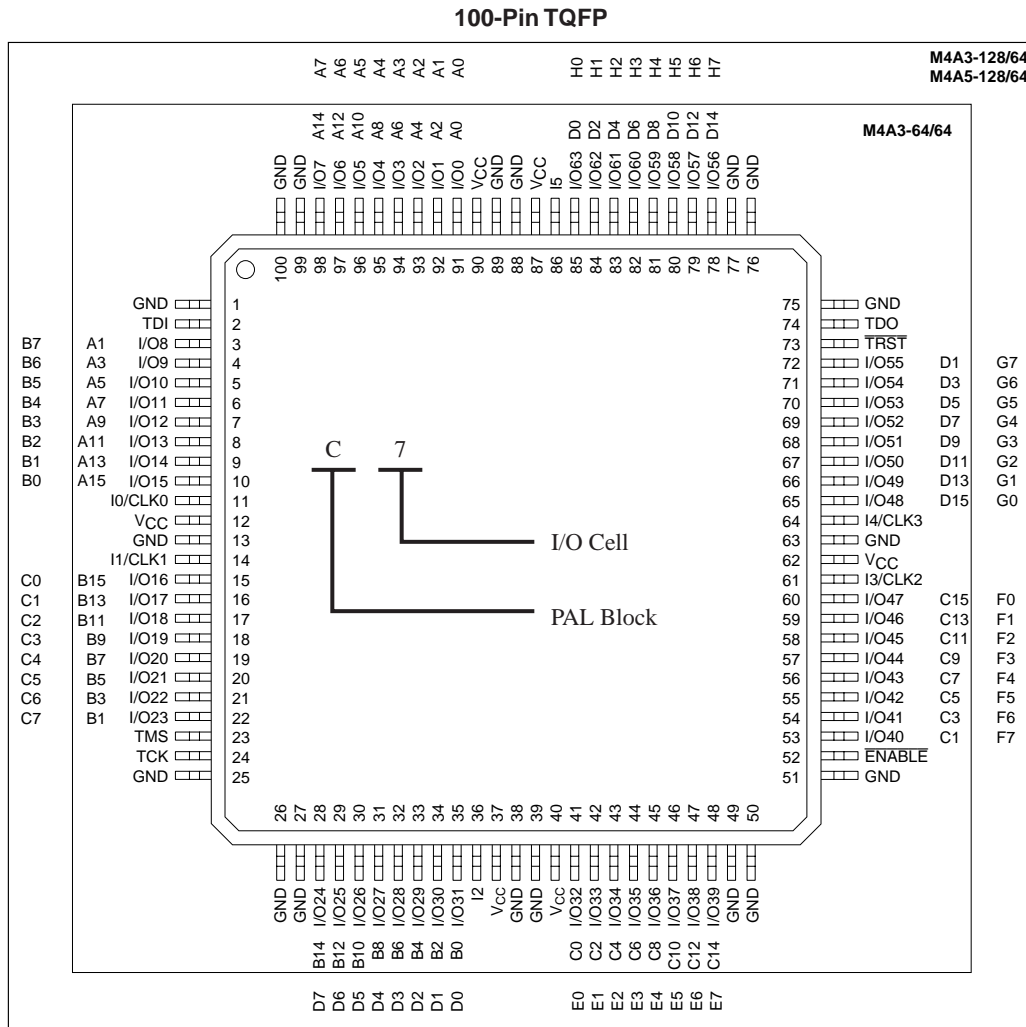 100-Pin TQFP
M4A3-128/64
M4A5-128/64
A7 A6 A5 A4 A3 A2 A1 A0 H0 H1 H2 H3 H4 H5 H6 H7
M4A3-64/64
A14 A12 A10 A8 A6 A4 A2 A0 D0 D2 D4 D6 D8 D10 D12 D14
GND GND I/O7 I/O6 I/O5 I/O4 I/O3 I/O2 I/O1 I/O0 VCC GND GND VCC I5 I/O63 I/O62 I/O61 I/O60 I/O59 I/O58 I/O57 I/O56 GND GND
100 99 98 97 96 95 94 93 92 91 90 89 88 87 86 85 84 83 82 81 80 79 78 77 76
GND 1 75 GND
TDI 2 74 TDO
B7 A1 I/O8 3 73 TRST
B6 A3 I/O9 4 72 I/O55 D1 G7
B5 A5 I/O10 5 71 I/O54 D3 G6
B4 A7 I/O11 6 70 I/O53 D5 G5
B3 A9 I/O12 7 69 I/O52 D7 G4
B2 A11 I/O13 8 68 I/O51 D9 G3
C 7
B1 A13 I/O14 9 67 I/O50 D11 G2
B0 A15 I/O15 10 66 I/O49 D13 G1
I0/CLK0 11 65 I/O48 D15 G0
VCC 12 64 I4/CLK3
GND 13 63 GND
I/O Cell
I1/CLK1 14 62 VCC
C0 B15 I/O16 15 61 I3/CLK2
C1 B13 I/O17 16 60 I/O47 C15 F0
C2 B11 I/O18 17 59 I/O46 C13 F1
PAL Block
C3 B9 I/O19 18 58 I/O45 C11 F2
C4 B7 I/O20 19 57 I/O44 C9 F3
C5 B5 I/O21 20 56 I/O43 C7 F4
C6 B3 I/O22 21 55 I/O42 C5 F5
C7 B1 I/O23 22 54 I/O41 C3 F6
TMS 23 53 I/O40 C1 F7
TCK 24 52 ENABLE
GND 25 51 GND
26 27 28 29 30 31 32 33 34 35 36 37 38 39 40 41 42 43 44 45 46 47 48 49 50
GND GND I/O24 I/O25 I/O26 I/O27 I/O28 I/O29 I/O30 I/O31 I2 VCC GND GND VCC I/O32 I/O33 I/O34 I/O35 I/O36 I/O37 I/O38 I/O39 GND GND
B14 B12 B10 B8 B6 B4 B2 B0 C0 C2 C4 C6 C8 C10 C12 C14
D7 D6 D5 D4 D3 D2 D1 D0 E0 E1 E2 E3 E4 E5 E6 E7